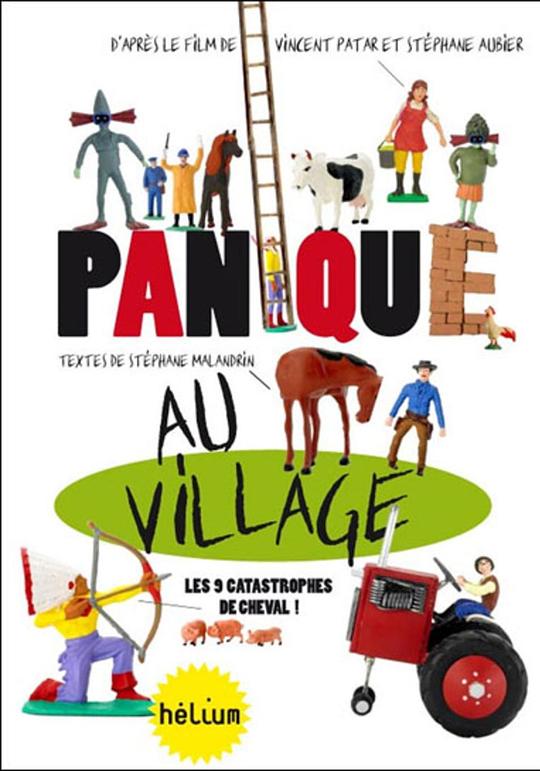 D'APRÈS LE FILM DE VINCENT PATAR ET STÉPHANE AUBIER
PANIQUE
TEXTES DE STÉPHANE MALANDRIN
AU
VILLAGE
LES 9 CATASTROPHES
DE CHEVAL !
hélium